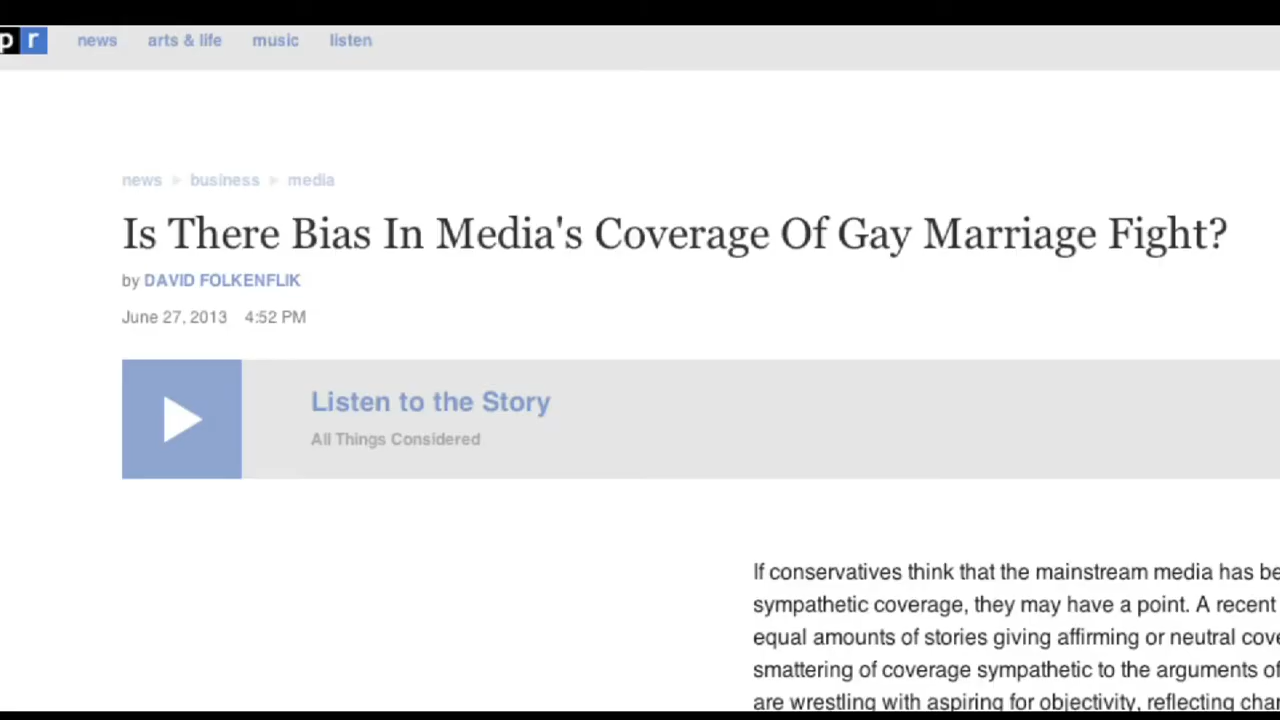 p r
news arts & life music listen
news business media
Is There Bias In Media's Coverage Of Gay Marriage Fight?
by DAVID FOLKENFLIK
June 27, 2013 4:52 PM
Listen to the Story
All Things Considered
If conservatives think that the mainstream media has be
sympathetic coverage, they may have a point. A recent
equal amounts of stories giving affirming or neutral cove
smattering of coverage sympathetic to the arguments of
are wrestling with aspiring for objectivity, reflecting chan